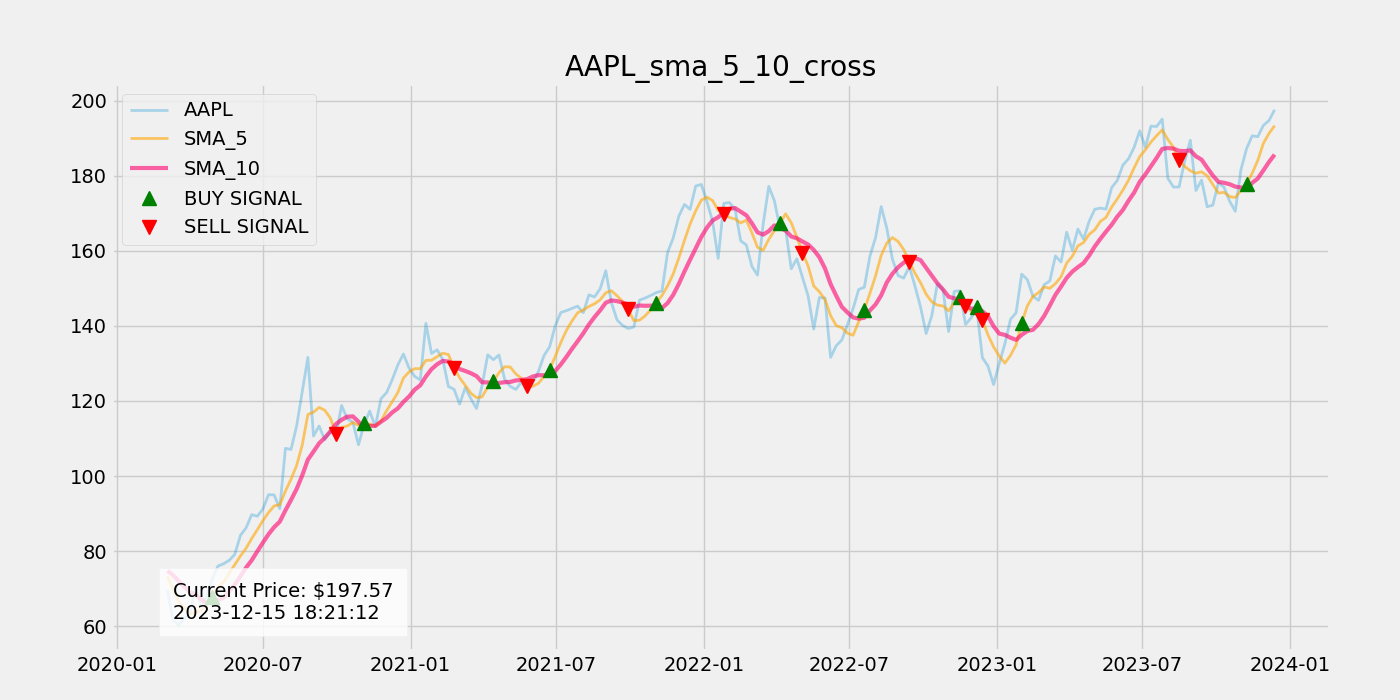 AAPL_sma_5_10_cross
AAPL
SMA_5
SMA_10
BUY SIGNAL
SELL SIGNAL
200
180
160
140
120
100
80
60
Current Price: $197.57
2023-12-15 18:21:12
2020-01 2020-07 2021-01 2021-07 2022-01 2022-07 2023-01 2023-07 2024-01